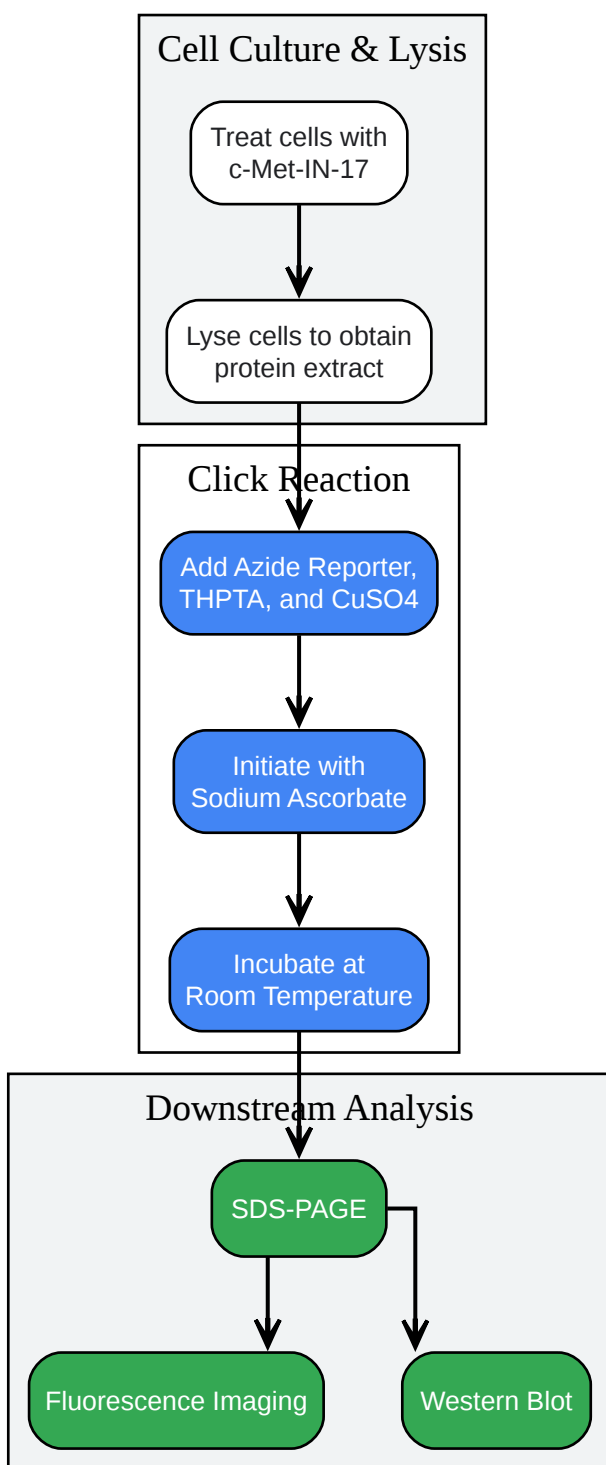 Cell Culture & Lysis
Treat cells with
c-Met-IN-17
Lyse cells to obtain
protein extract
Click Reaction
Add Azide Reporter,
THPTA, and CuSO4
Initiate with
Sodium Ascorbate
Incubate at
Room Temperature
Downstream Analysis
SDS-PAGE
Fluorescence Imaging
Western Blot